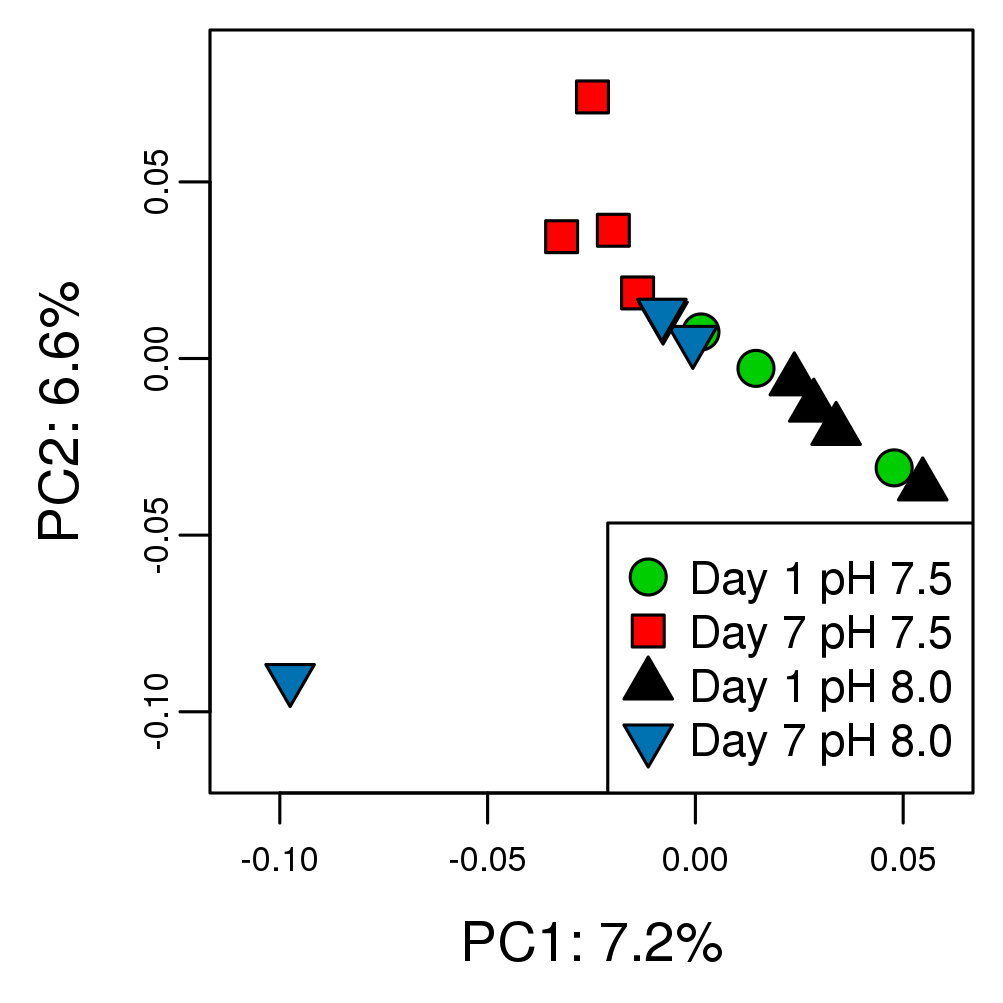 PC2: 6.6%
0.05
0.00
-0.05
-0.10
Day 1 pH 7.5
Day 7 pH 7.5
Day 1 pH 8.0
Day 7 pH 8.0
-0.10
-0.05
0.00
0.05
PC1: 7.2%